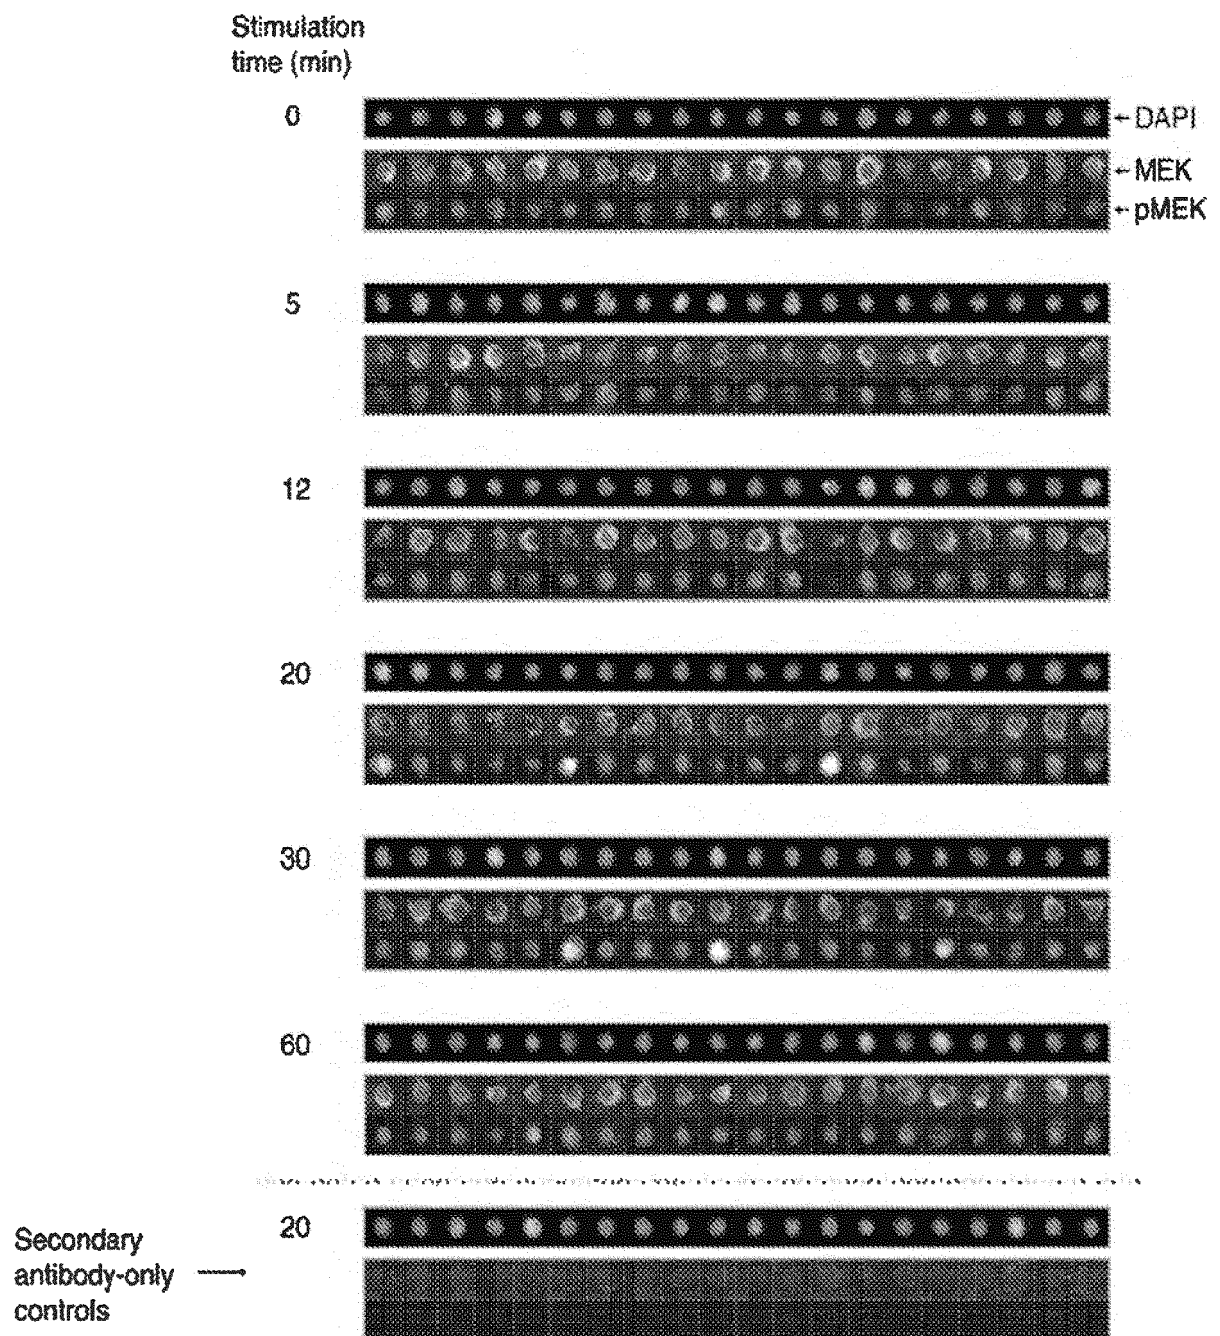 Stimulation
time (min)
0
DAPI
MEK
pMEK
5
12
20
30
60
20
Secondary
antibody-only
controls